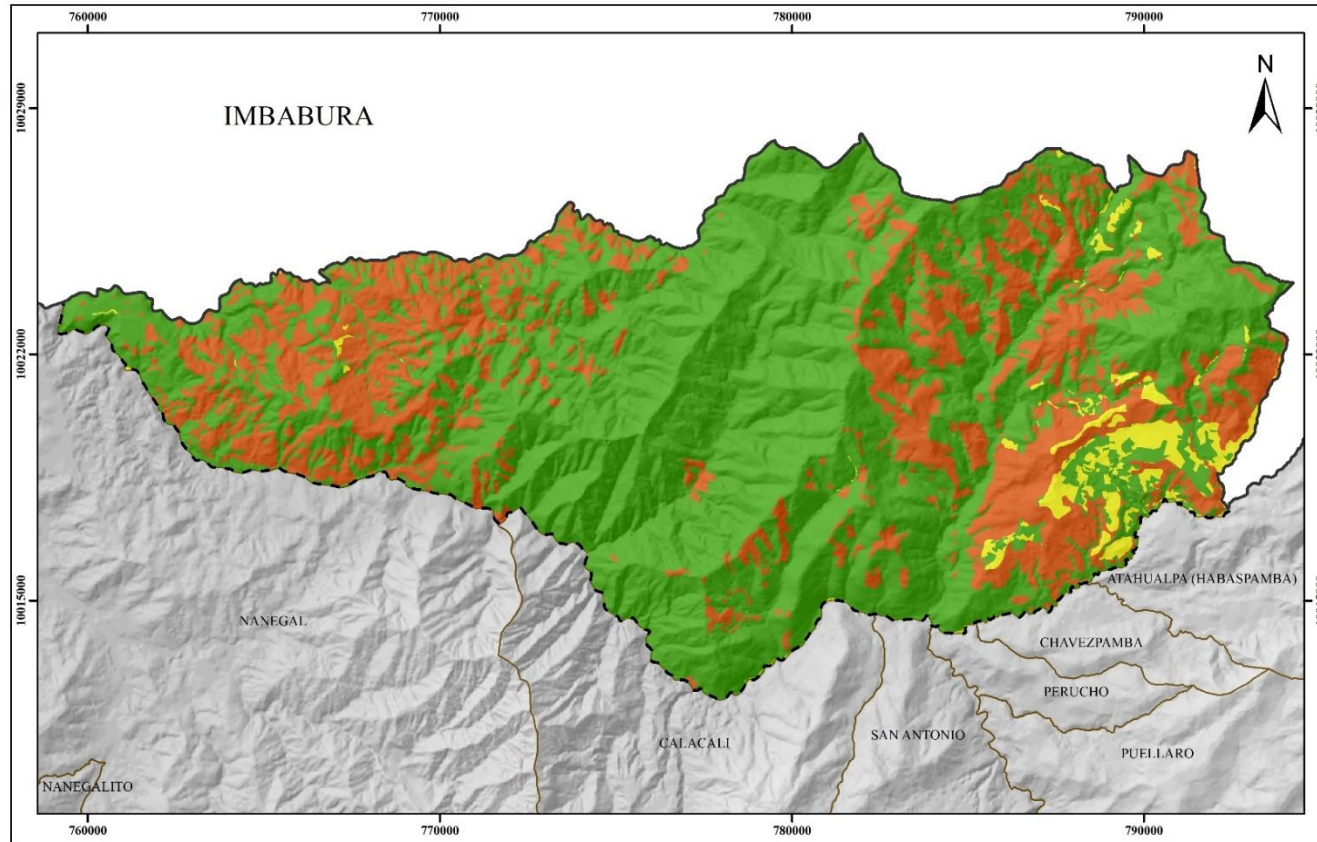 760000
770000
780000
790000
10029000
N
IMBABURA
10022000
10015000
ATAHUALPA (HABASPAMBA)
NANEGAL
CHAVEZPAMBA
PERUCHO
CALACALI
SAN ANTONIO
PUELLARO
NANEGALITO
760000
770000
780000
790000